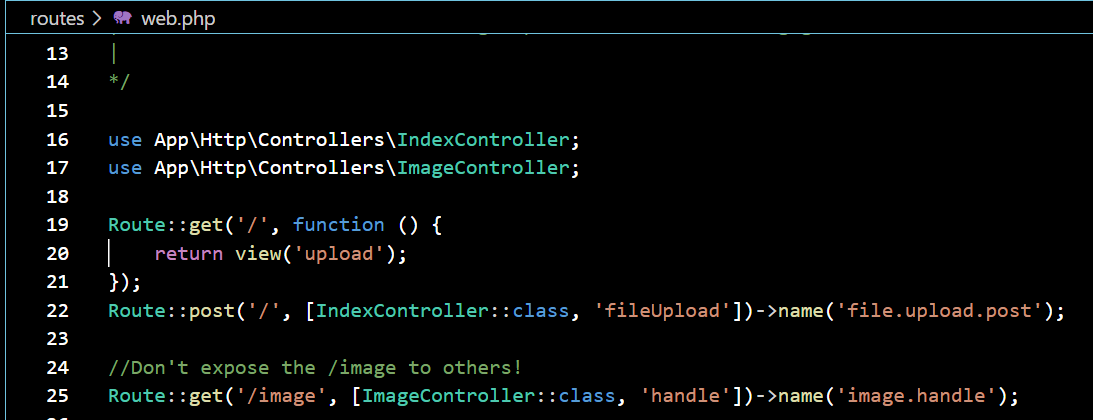 routes > web.php
13 |
14 */
15
16 use App\Http\Controllers\IndexController;
17 use App\Http\Controllers\ImageController;
18
19 Route::get('/', function () {
20     return view('upload');
21 });
22 Route::post('/', [IndexController::class, 'fileUpload'])->name('file.upload.post');
23
24 //Don't expose the /image to others!
25 Route::get('/image', [ImageController::class, 'handle'])->name('image.handle');